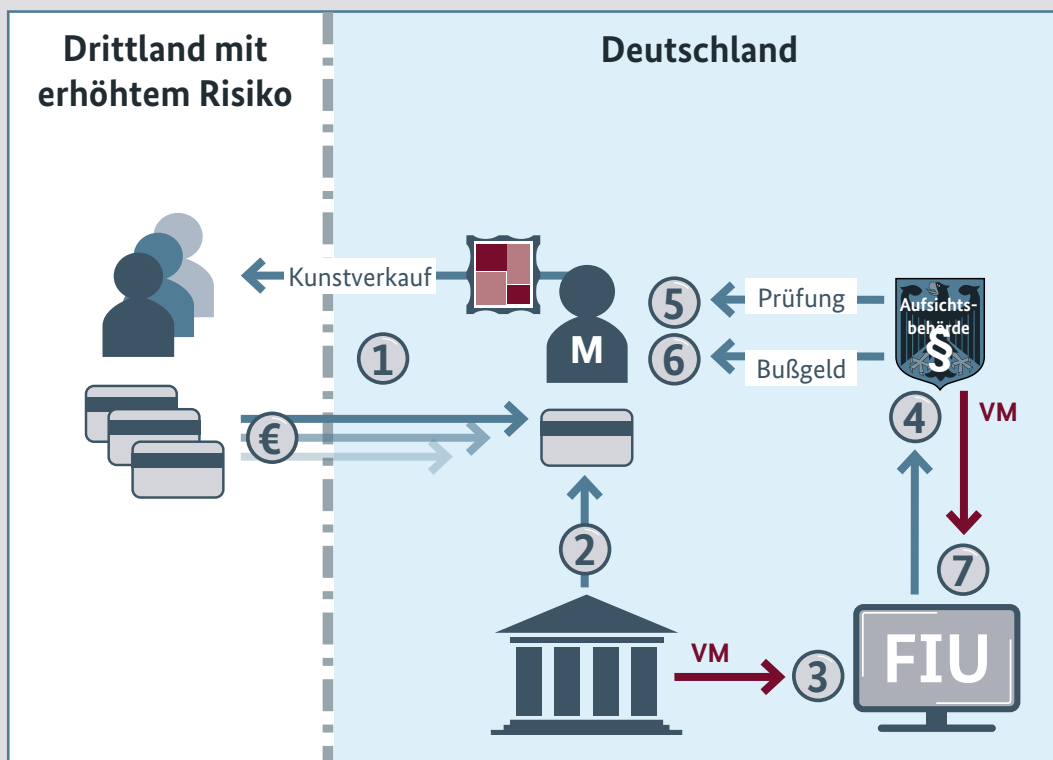 Drittland mit
erhöhtem Risiko
Deutschland
Kunstverkauf
M
1
€
5
Prüfung
6
Bußgeld
Aufsichts-
behörde
§
4
VM
2
7
VM
3
FIU